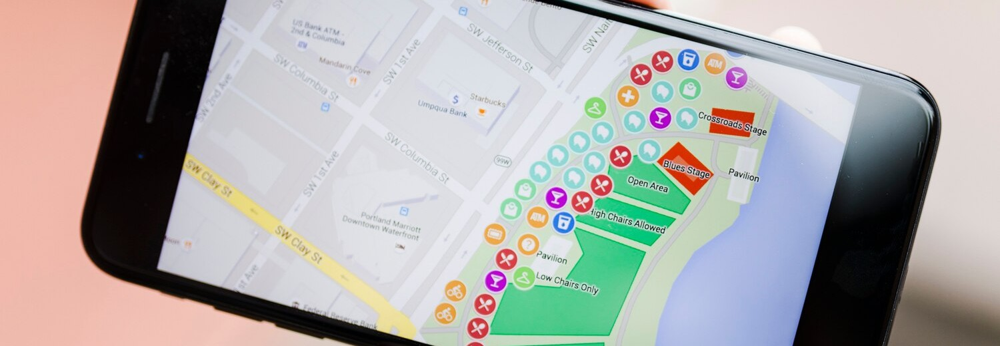 US Bank ATM -
2nd & Columbia
Mandarin Cove
SW Columbia St
SW 2nd Ave
SW 1st Ave
SW Jefferson St
Umpqua Bank
Starbucks
SW Columbia St
99W
SW 1st Ave
SW Clay St
SW Clay St
Portland Marriott
Downtown Waterfront
1st Ave
Federal Reserve Bank
ATM
Crossroads Stage
Blues Stage
Pavilion
Open Area
High Chairs Allowed
ATM
Pavilion
Low Chairs Only